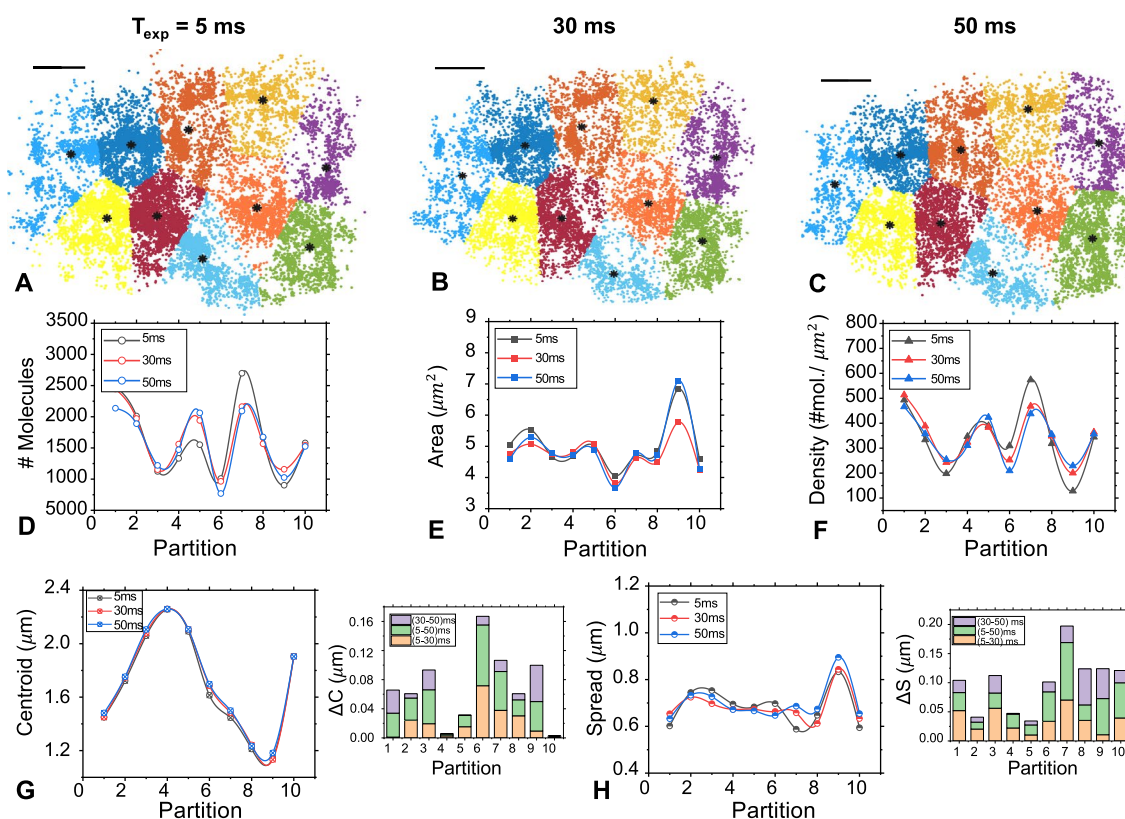 T_exp = 5 ms
30 ms
50 ms
A
B
C
3500
3000
2500
2000
1500
1000
5000
0 2 4 6 8 10
# Molecules
Partition
5ms
30ms
50ms
D
9
8
7
6
5
4
3
0 2 4 6 8 10
Area (μm²)
Partition
5ms
30ms
50ms
E
800
700
600
500
400
300
200
100
0 2 4 6 8 10
Density (#mol./ μm²)
Partition
5ms
30ms
50ms
F
2.4
2.0
1.6
1.2
0 2 4 6 8 10
Centroid (μm)
Partition
5ms
30ms
50ms
G
0.16
0.12
0.08
0.04
0.00
1 2 3 4 5 6 7 8 9 10
ΔC (μm)
Partition
(30-50)ms
(5-50)ms
(5-30)ms
1.2
1.0
0.8
0.6
0.4
0 2 4 6 8 10
Spread (μm)
Partition
5ms
30ms
50ms
H
0.20
0.15
0.10
0.05
0.00
1 2 3 4 5 6 7 8 9 10
ΔS (μm)
Partition
(30-50) ms
(5-50)ms
(5-30)ms